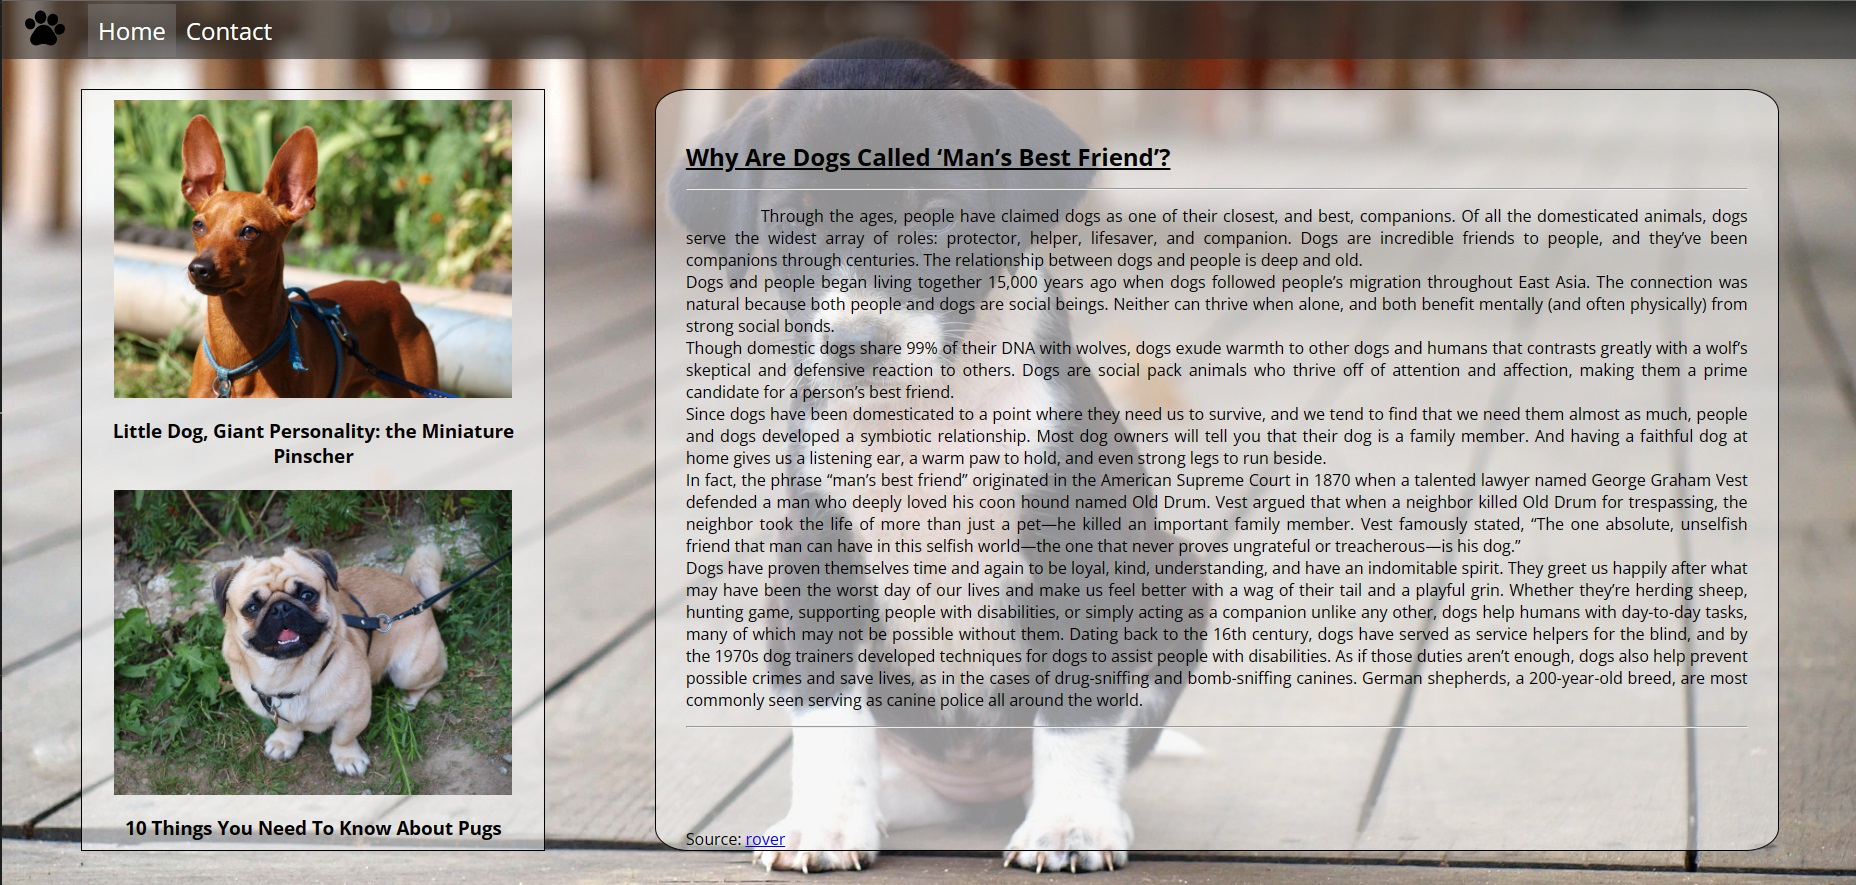 Home Contact
Little Dog, Giant Personality: the Miniature
Pinscher
10 Things You Need To Know About Pugs
Why Are Dogs Called ‘Man’s Best Friend’?
Through the ages, people have claimed dogs as one of their closest, and best, companions. Of all the domesticated animals, dogs
serve the widest array of roles: protector, helper, lifesaver, and companion. Dogs are incredible friends to people, and they’ve been
companions through centuries. The relationship between dogs and people is deep and old.
Dogs and people began living together 15,000 years ago when dogs followed people’s migration throughout East Asia. The connection was
natural because both people and dogs are social beings. Neither can thrive when alone, and both benefit mentally (and often physically) from
strong social bonds.
Though domestic dogs share 99% of their DNA with wolves, dogs exude warmth to other dogs and humans that contrasts greatly with a wolf’s
skeptical and defensive reaction to others. Dogs are social pack animals who thrive off of attention and affection, making them a prime
candidate for a person’s best friend.
Since dogs have been domesticated to a point where they need us to survive, and we tend to find that we need them almost as much, people
and dogs developed a symbiotic relationship. Most dog owners will tell you that their dog is a family member. And having a faithful dog at
home gives us a listening ear, a warm paw to hold, and even strong legs to run beside.
In fact, the phrase “man’s best friend” originated in the American Supreme Court in 1870 when a talented lawyer named George Graham Vest
defended a man who deeply loved his coon hound named Old Drum. Vest argued that when a neighbor killed Old Drum for trespassing, the
neighbor took the life of more than just a pet—he killed an important family member. Vest famously stated, “The one absolute, unselfish
friend that man can have in this selfish world—the one that never proves ungrateful or treacherous—is his dog.”
Dogs have proven themselves time and again to be loyal, kind, understanding, and have an indomitable spirit. They greet us happily after what
may have been the worst day of our lives and make us feel better with a wag of their tail and a playful grin. Whether they’re herding sheep,
hunting game, supporting people with disabilities, or simply acting as a companion unlike any other, dogs help humans with day-to-day tasks,
many of which may not be possible without them. Dating back to the 16th century, dogs have served as service helpers for the blind, and by
the 1970s dog trainers developed techniques for dogs to assist people with disabilities. As if those duties aren’t enough, dogs also help prevent
possible crimes and save lives, as in the cases of drug-sniffing and bomb-sniffing canines. German shepherds, a 200-year-old breed, are most
commonly seen serving as canine police all around the world.
Source: rover